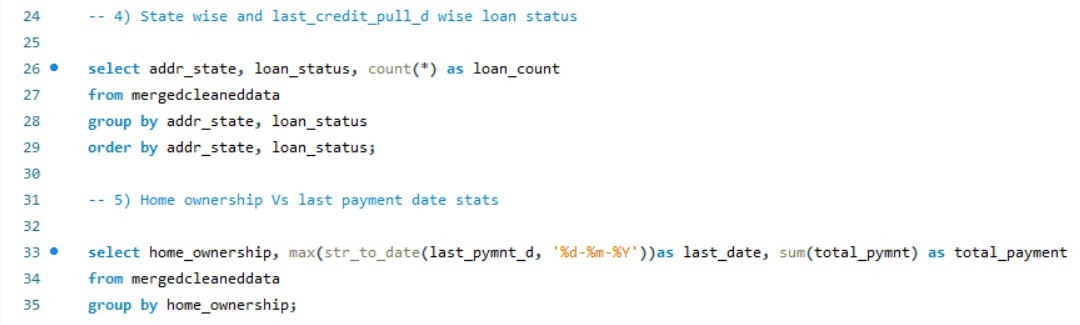 24 -- 4) State wise and last_credit_pull_d wise loan status
25
26 select addr_state, loan_status, count(*) as loan_count
27 from mergedcleaneddata
28 group by addr_state, loan_status
29 order by addr_state, loan_status;
30
31 -- 5) Home ownership Vs last payment date stats
32
33 select home_ownership, max(str_to_date(last_pymnt_d, '%d-%m-%Y'))as last_date, sum(total_pymnt) as total_payment
34 from mergedcleaneddata
35 group by home_ownership;